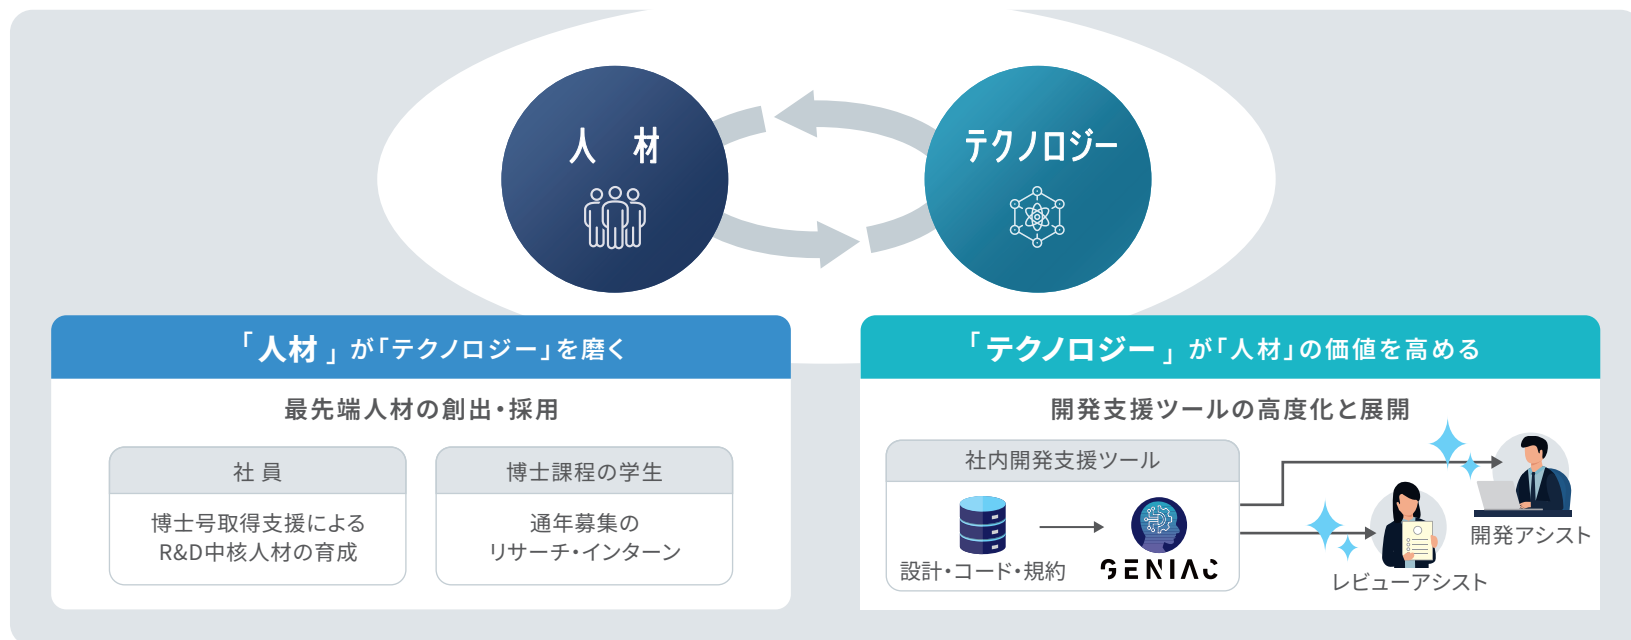 人 材
テクノロジー
「人材」が「テクノロジー」を磨く
最先端人材の創出・採用
社 員
博士号取得支援による
R&D中核人材の育成
博士課程の学生
通年募集の
リサーチ・インターン
「テクノロジー」が「人材」の価値を高める
開発支援ツールの高度化と展開
社内開発支援ツール
設計・コード・規約
GENIAC
開発アシスト
レビューアシスト